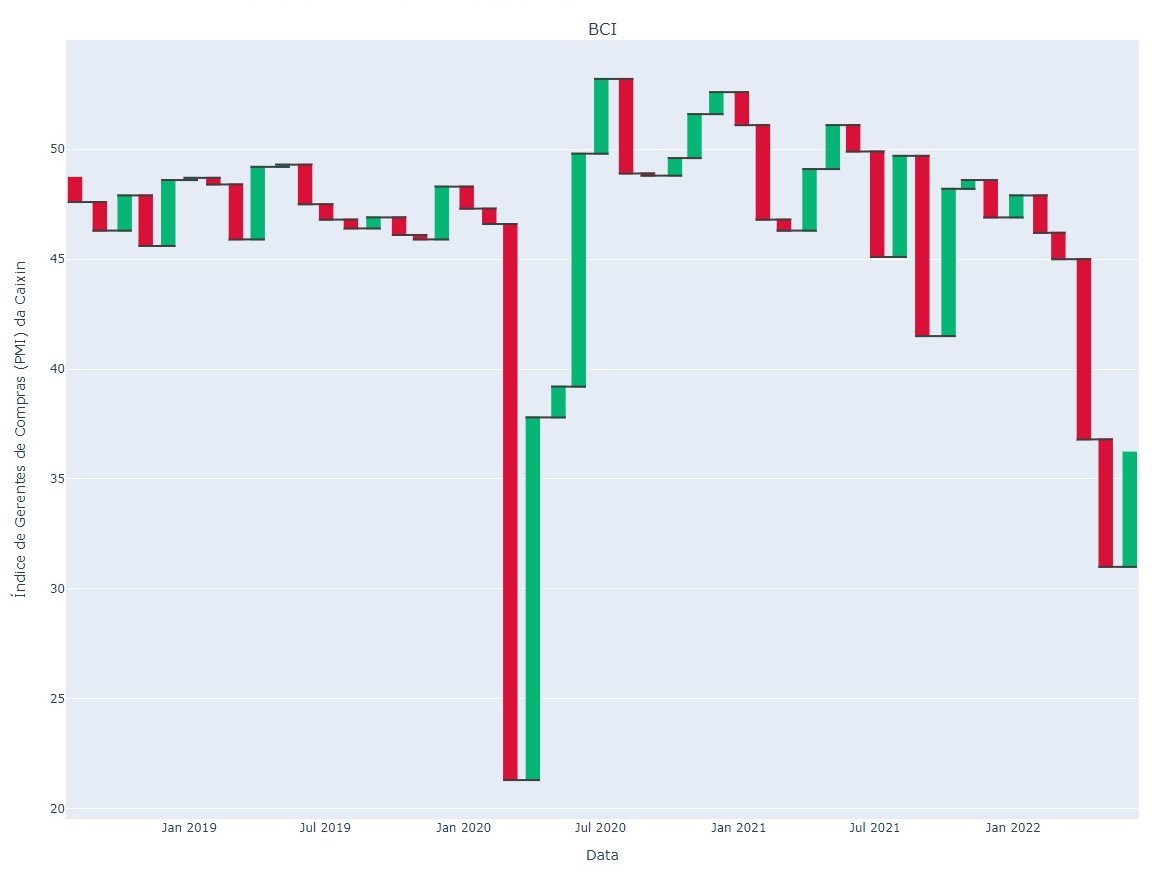 BCI
Índice de Gerentes de Compras (PMI) da Caixin
50
45
40
35
30
25
20
Jan 2019
Jul 2019
Jan 2020
Jul 2020
Jan 2021
Jul 2021
Jan 2022
Data